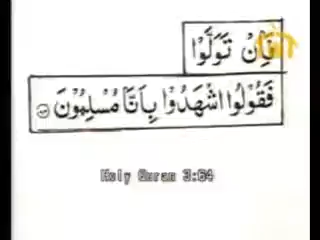 فَإِنْ تَوَلَّوْا
فَقُولُوا اشْهَدُوا بِأَنَّا مُسْلِمُونَ
Holy Quran 3:64